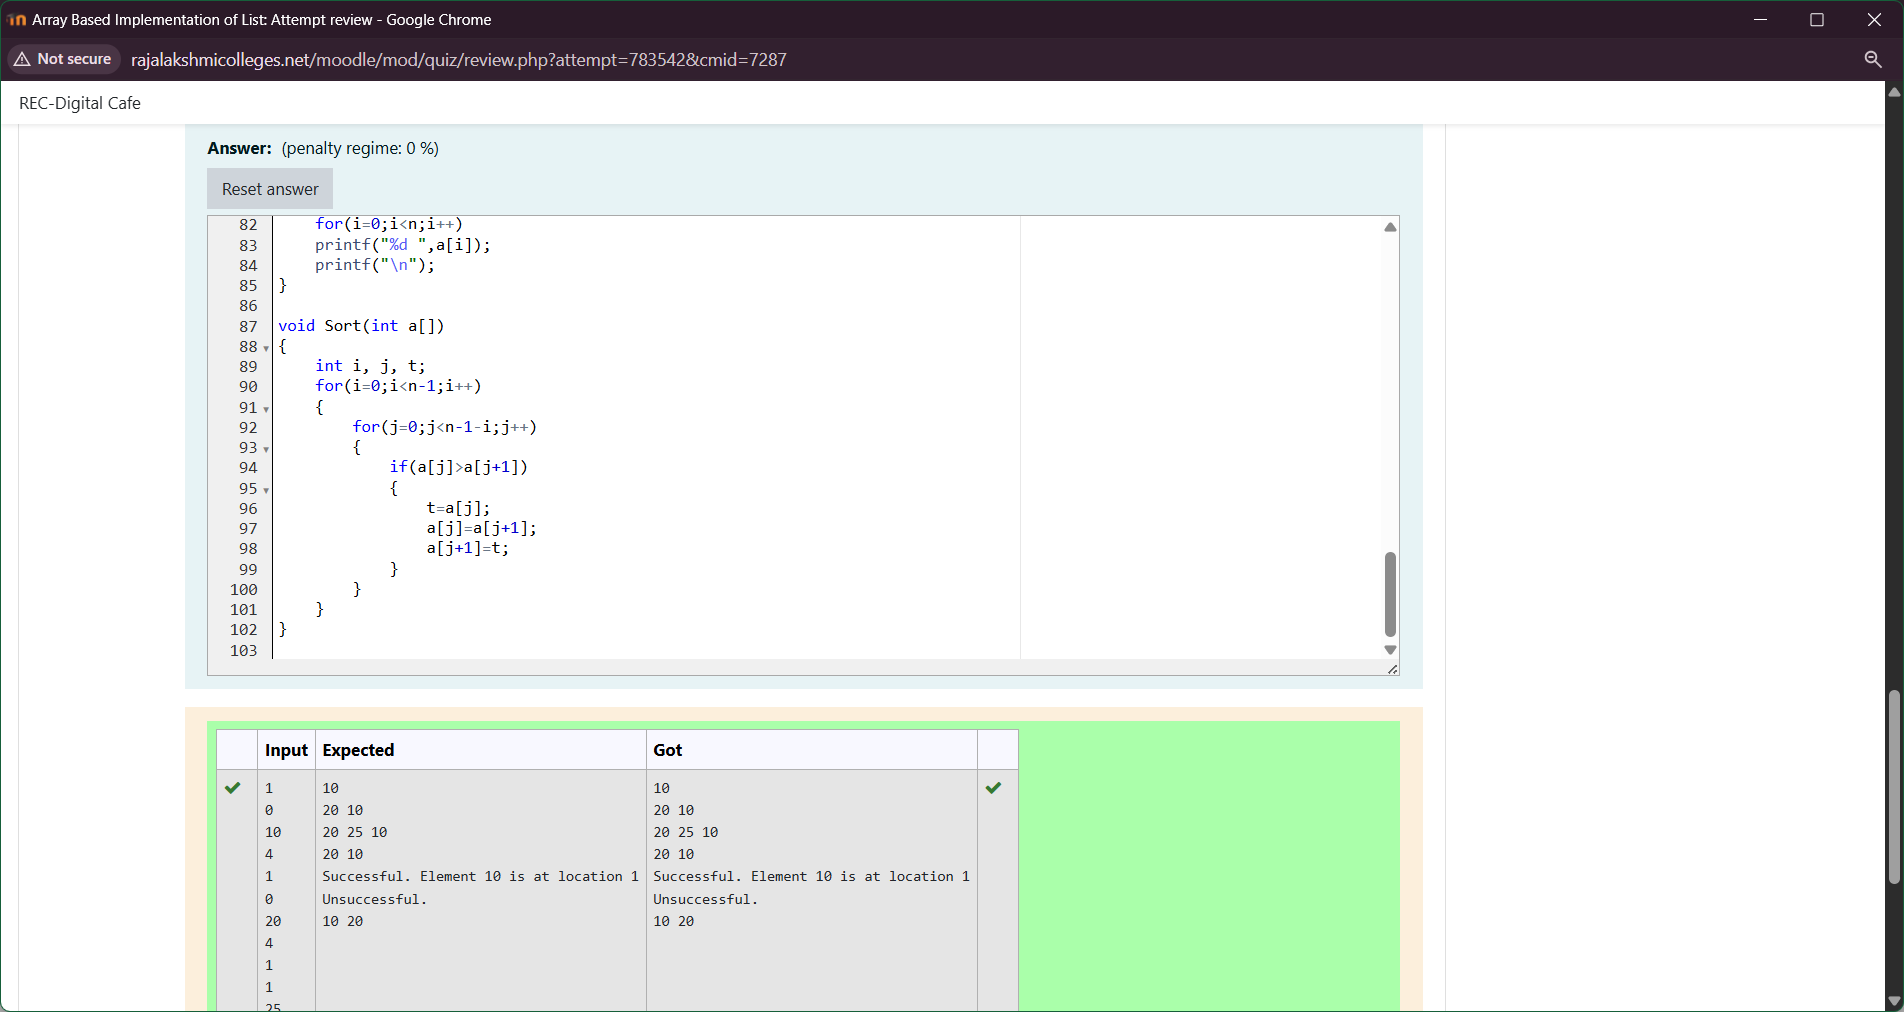 Array Based Implementation of List: Attempt review - Google Chrome
Not secure rajalakshmicolleges.net/moodle/mod/quiz/review.php?attempt=783542&cmid=7287
REC-Digital Cafe
Answer: (penalty regime: 0 %)
Reset answer
82 for(i=0;i<n;i++)
83 printf("%d ",a[i]);
84 printf("\n");
85 }
86
87 void Sort(int a[])
88 {
89 int i, j, t;
90 for(i=0;i<n-1;i++)
91 {
92 for(j=0;j<n-1-i;j++)
93 {
94 if(a[j]>a[j+1])
95 {
96 t=a[j];
97 a[j]=a[j+1];
98 a[j+1]=t;
99 }
100 }
101 }
102 }
103
Input Expected Got
1 10 10
0 20 10 20 10
10 20 25 10 20 25 10
4 20 10 20 10
1 Successful. Element 10 is at location 1 Successful. Element 10 is at location 1
0 Unsuccessful. Unsuccessful.
20 10 20 10 20
4
1
1
25